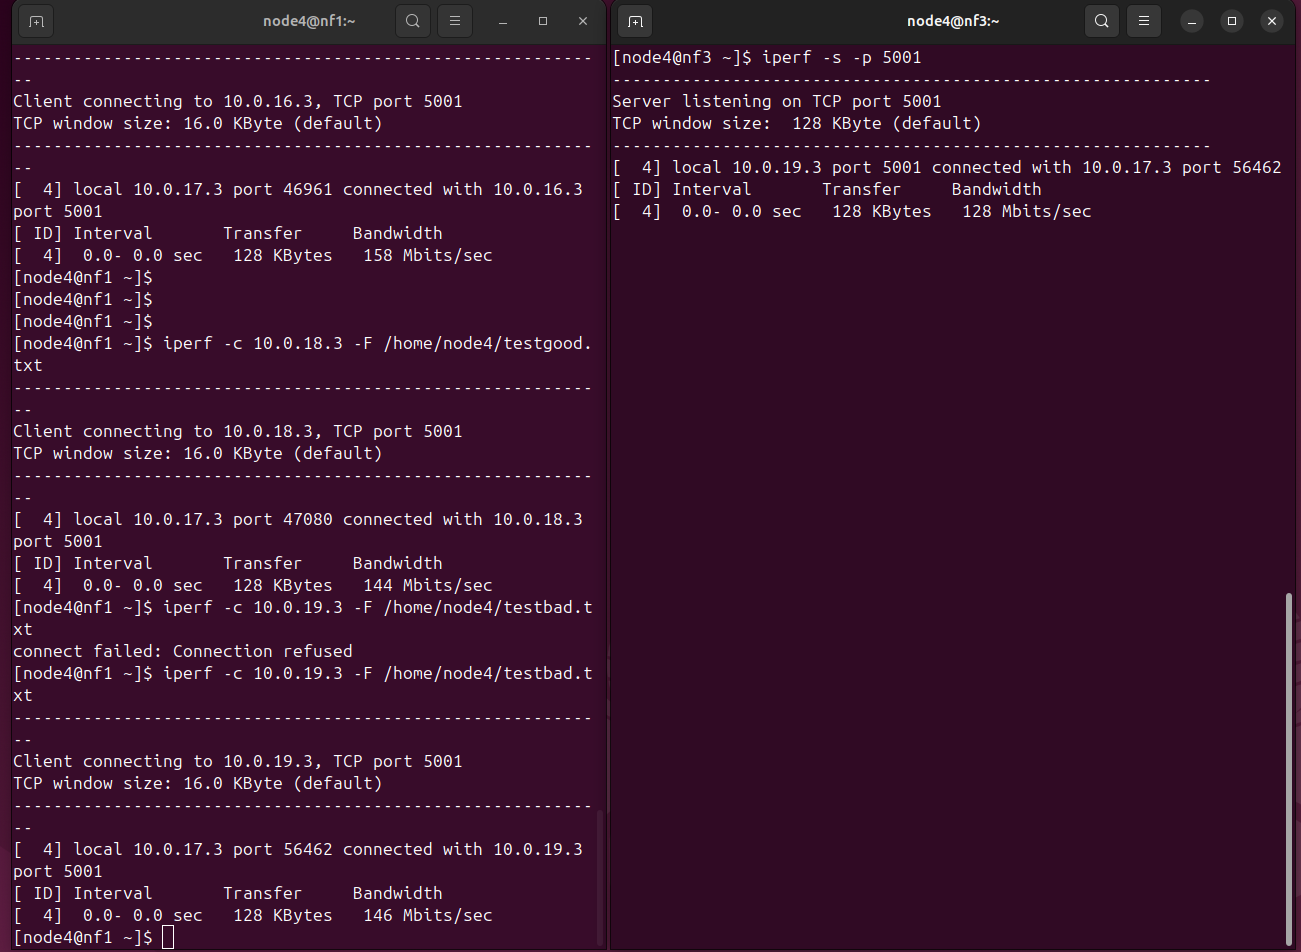 node4@nf1:~
------------------------------------------------------------
--
Client connecting to 10.0.16.3, TCP port 5001
TCP window size: 16.0 KByte (default)
------------------------------------------------------------
--
[  4] local 10.0.17.3 port 46961 connected with 10.0.16.3
port 5001
[ ID] Interval       Transfer     Bandwidth
[  4]  0.0- 0.0 sec   128 KBytes   158 Mbits/sec
[node4@nf1 ~]$
[node4@nf1 ~]$
[node4@nf1 ~]$
[node4@nf1 ~]$ iperf -c 10.0.18.3 -F /home/node4/testgood.
txt
------------------------------------------------------------
--
Client connecting to 10.0.18.3, TCP port 5001
TCP window size: 16.0 KByte (default)
------------------------------------------------------------
--
[  4] local 10.0.17.3 port 47080 connected with 10.0.18.3
port 5001
[ ID] Interval       Transfer     Bandwidth
[  4]  0.0- 0.0 sec   128 KBytes   144 Mbits/sec
[node4@nf1 ~]$ iperf -c 10.0.19.3 -F /home/node4/testbad.t
xt
connect failed: Connection refused
[node4@nf1 ~]$ iperf -c 10.0.19.3 -F /home/node4/testbad.t
xt
------------------------------------------------------------
--
Client connecting to 10.0.19.3, TCP port 5001
TCP window size: 16.0 KByte (default)
------------------------------------------------------------
--
[  4] local 10.0.17.3 port 56462 connected with 10.0.19.3
port 5001
[ ID] Interval       Transfer     Bandwidth
[  4]  0.0- 0.0 sec   128 KBytes   146 Mbits/sec
[node4@nf1 ~]$
node4@nf3:~
[node4@nf3 ~]$ iperf -s -p 5001
------------------------------------------------------------
Server listening on TCP port 5001
TCP window size:  128 KByte (default)
------------------------------------------------------------
[  4] local 10.0.19.3 port 5001 connected with 10.0.17.3 port 56462
[ ID] Interval       Transfer     Bandwidth
[  4]  0.0- 0.0 sec   128 KBytes   128 Mbits/sec